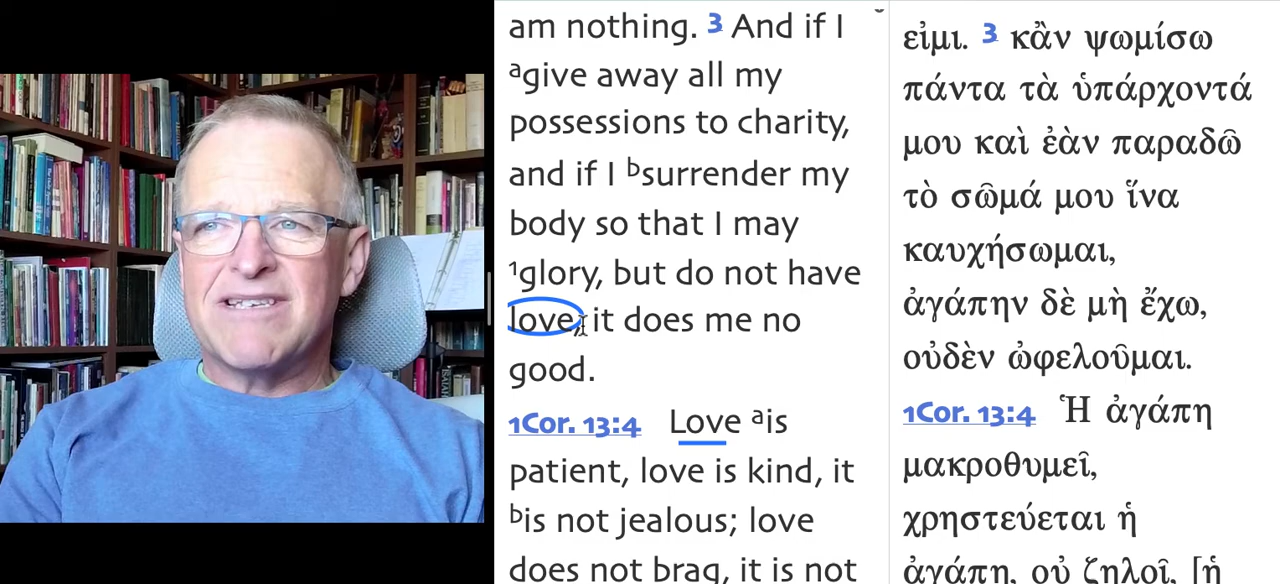 am nothing. 3 And if I
agive away all my
possessions to charity,
and if I bsurrender my
body so that I may
1glory, but do not have
love, it does me no
good.
1Cor. 13:4 Love ais
patient, love is kind, it
bis not jealous; love
does not brag, it is not
εἰμι. 3 κἂν ψωμίσω
πάντα τὰ ὑπάρχοντά
μου καὶ ἐὰν παραδῶ
τὸ σῶμά μου ἵνα
καυχήσωμαι,
ἀγάπην δὲ μὴ ἔχω,
οὐδὲν ὠφελοῦμαι.
1Cor. 13:4 Ἡ ἀγάπη
μακροθυμεῖ,
χρηστεύεται ἡ
ἀγάπη, οὐ ζηλοῖ, [ἡ